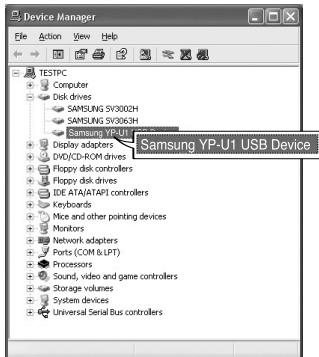 Device Manager
File Action View Help
TESTPC
Computer
Disk drives
SAMSUNG SV3002H
SAMSUNG SV3063H
Samsung YP-U1 USB Device
Samsung YP-U1 USB Device
Display adapters
DVD/CD-ROM drives
Floppy disk controllers
Floppy disk drives
IDE ATA/ATAPI controllers
Keyboards
Mice and other pointing devices
Monitors
Network adapters
Ports (COM & LPT)
Processors
Sound, video and game controllers
Storage volumes
System devices
Universal Serial Bus controllers